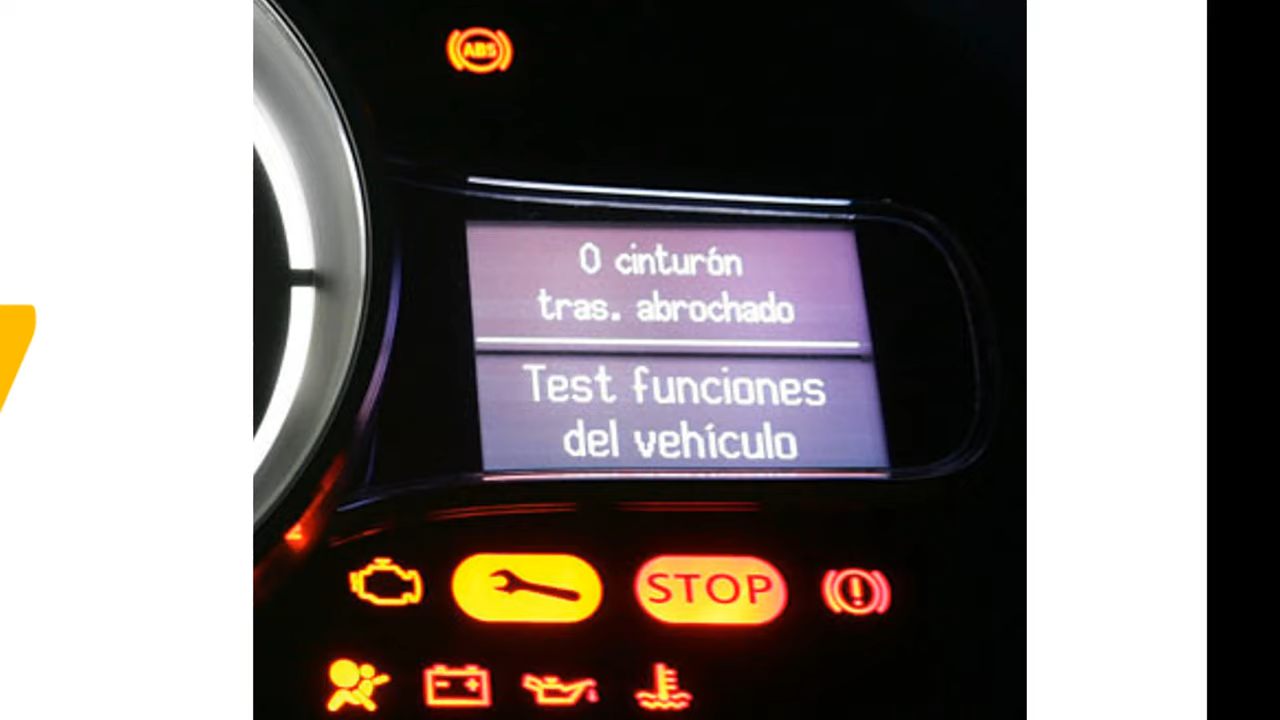 ABS
0 cinturón
tras. abrochado
Test funciones
del vehículo
STOP